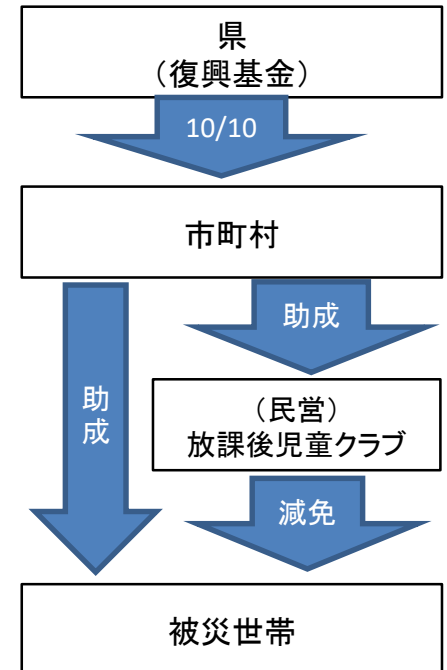 県
（復興基金）
10/10
市町村
助成
助
成
（民営）
放課後児童クラブ
減免
被災世帯